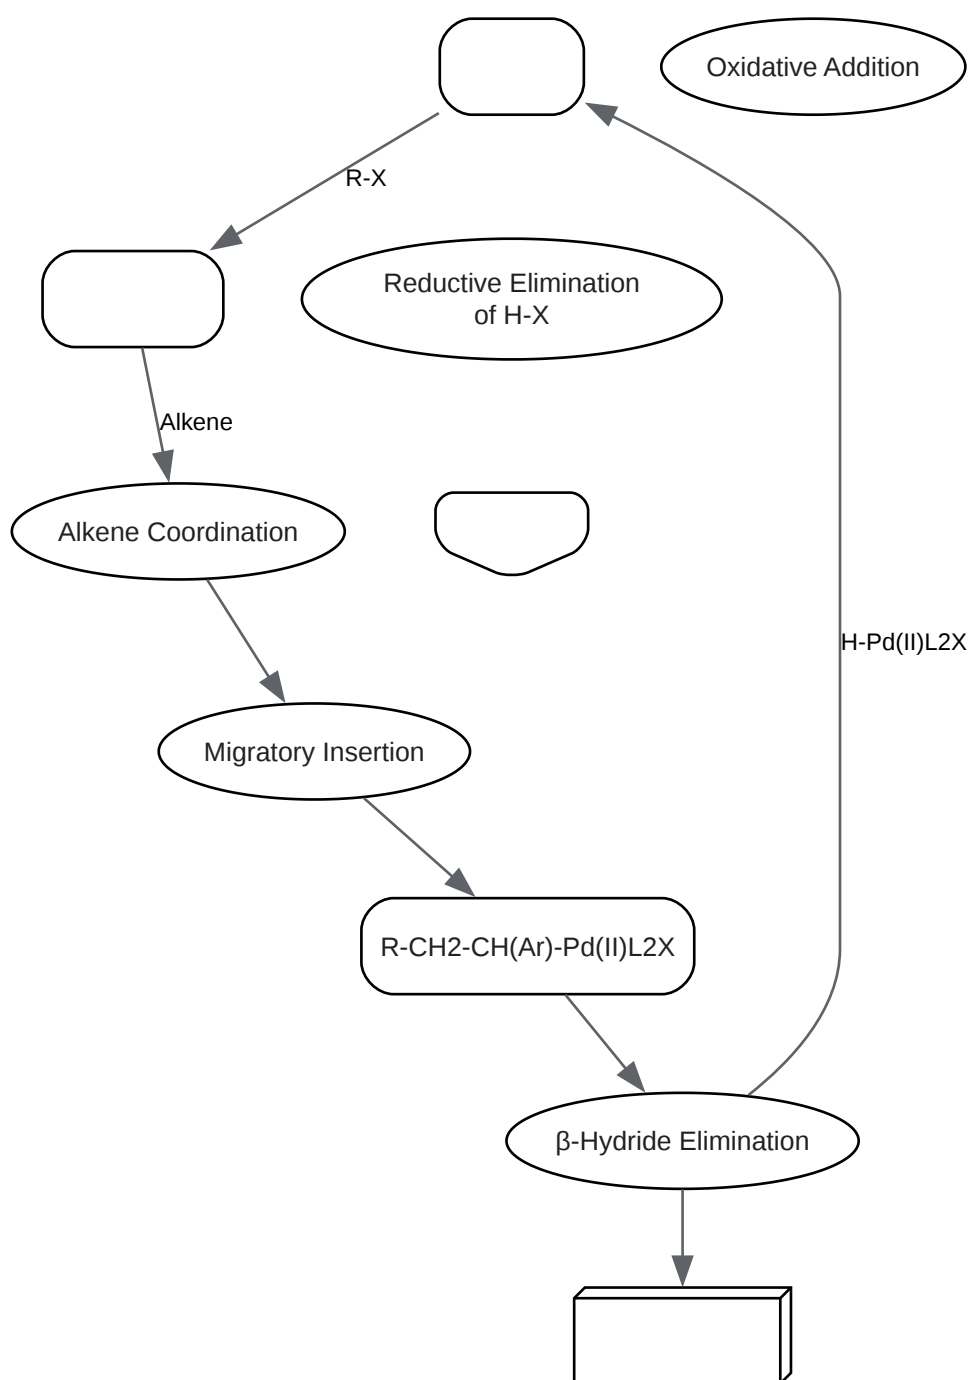 Oxidative Addition
R-X
Reductive Elimination
of H-X
Alkene
Alkene Coordination
H-Pd(II)L2X
Migratory Insertion
R-CH2-CH(Ar)-Pd(II)L2X
β-Hydride Elimination